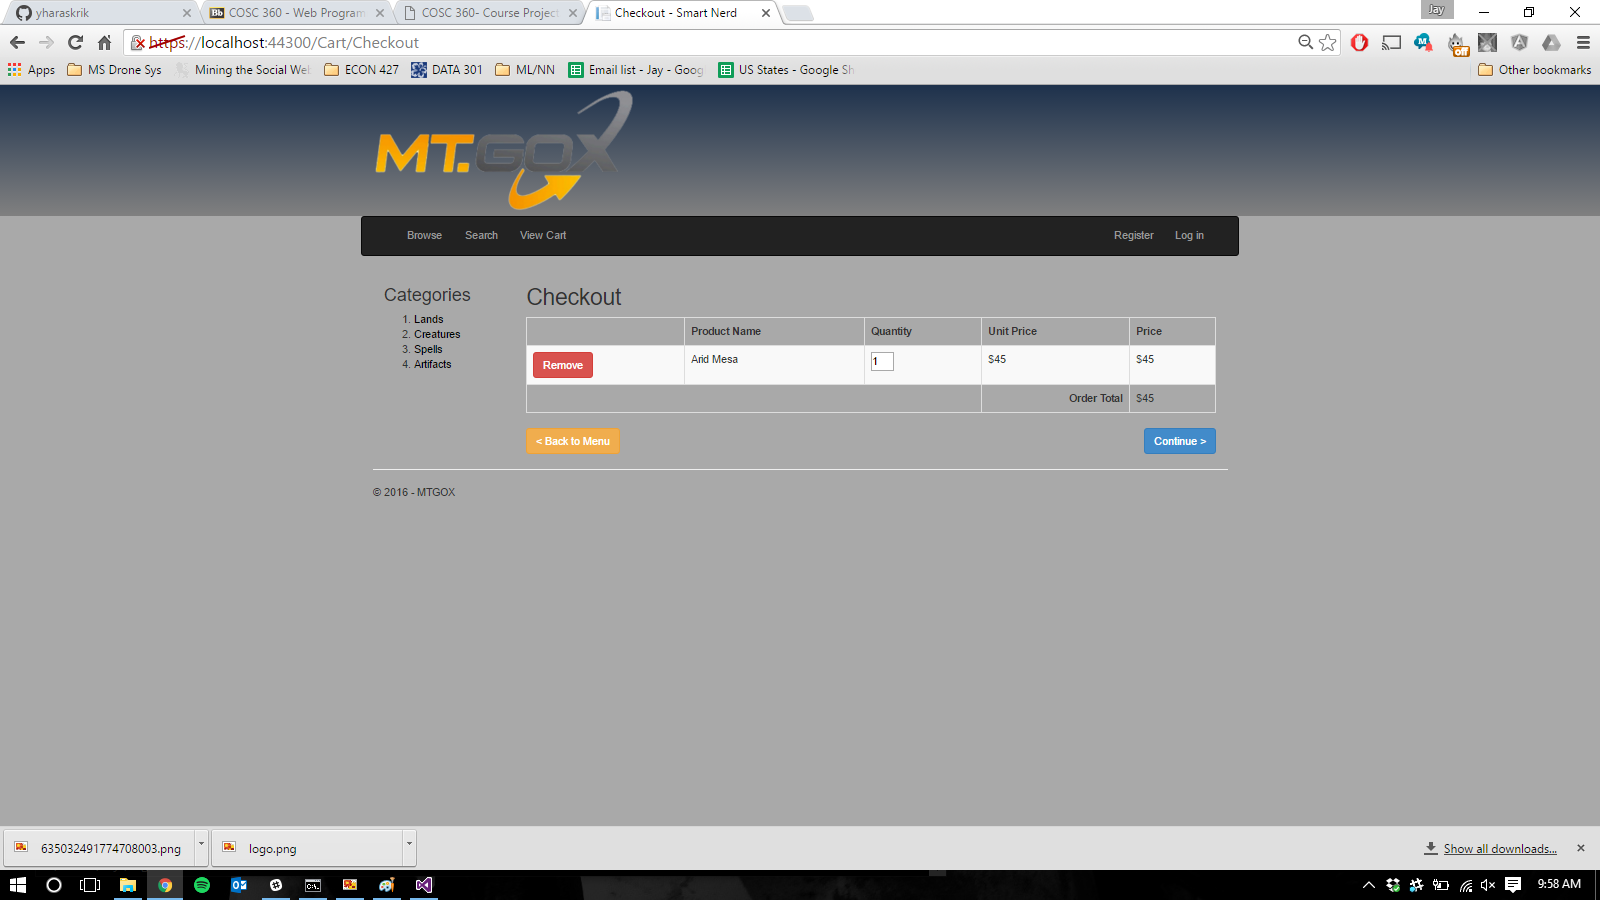 yharaskrik
COSC 360 - Web Program
COSC 360- Course Project
Checkout - Smart Nerd
Jay
https://localhost:44300/Cart/Checkout
Apps
MS Drone Sys
Mining the Social We
ECON 427
DATA 301
ML/NN
Email list - Jay - Goog
US States - Google Sh
Other bookmarks
MT.GOX
Browse
Search
View Cart
Register
Log in
Categories
1. Lands
2. Creatures
3. Spells
4. Artifacts
Checkout
Product Name
Quantity
Unit Price
Price
Remove
Arid Mesa
1
$45
$45
Order Total
$45
< Back to Menu
Continue >
© 2016 - MTGOX
635032491774708003.png
logo.png
Show all downloads...
9:58 AM